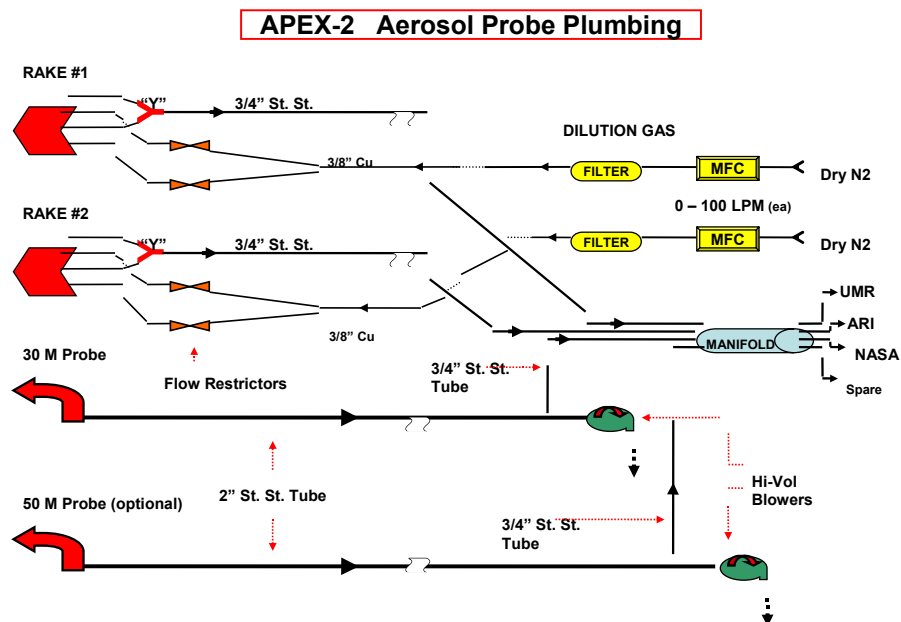 APEX-2 Aerosol Probe Plumbing
RAKE #1
"Y"
3/4" St. St.
DILUTION GAS
3/8" Cu
FILTER
MFC
Dry N2
0 – 100 LPM (ea)
RAKE #2
"Y"
3/4" St. St.
FILTER
MFC
Dry N2
UMR
ARI
MANIFOLD
NASA
3/8" Cu
30 M Probe
Flow Restrictors
3/4" St. St.
Tube
Spare
2" St. St. Tube
Hi-Vol
Blowers
50 M Probe (optional)
3/4" St. St.
Tube